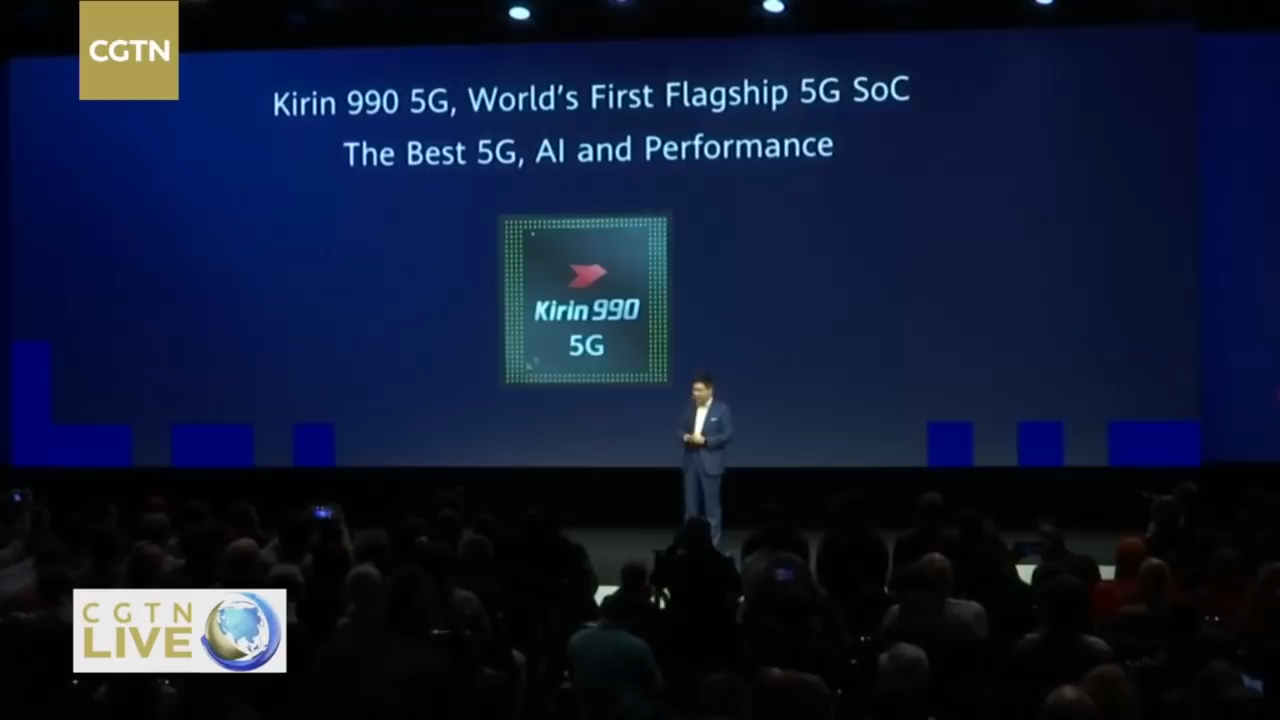 CGTN
Kirin 990 5G, World's First Flagship 5G SoC
The Best 5G, AI and Performance
Kirin 990
5G
CGTN
LIVE